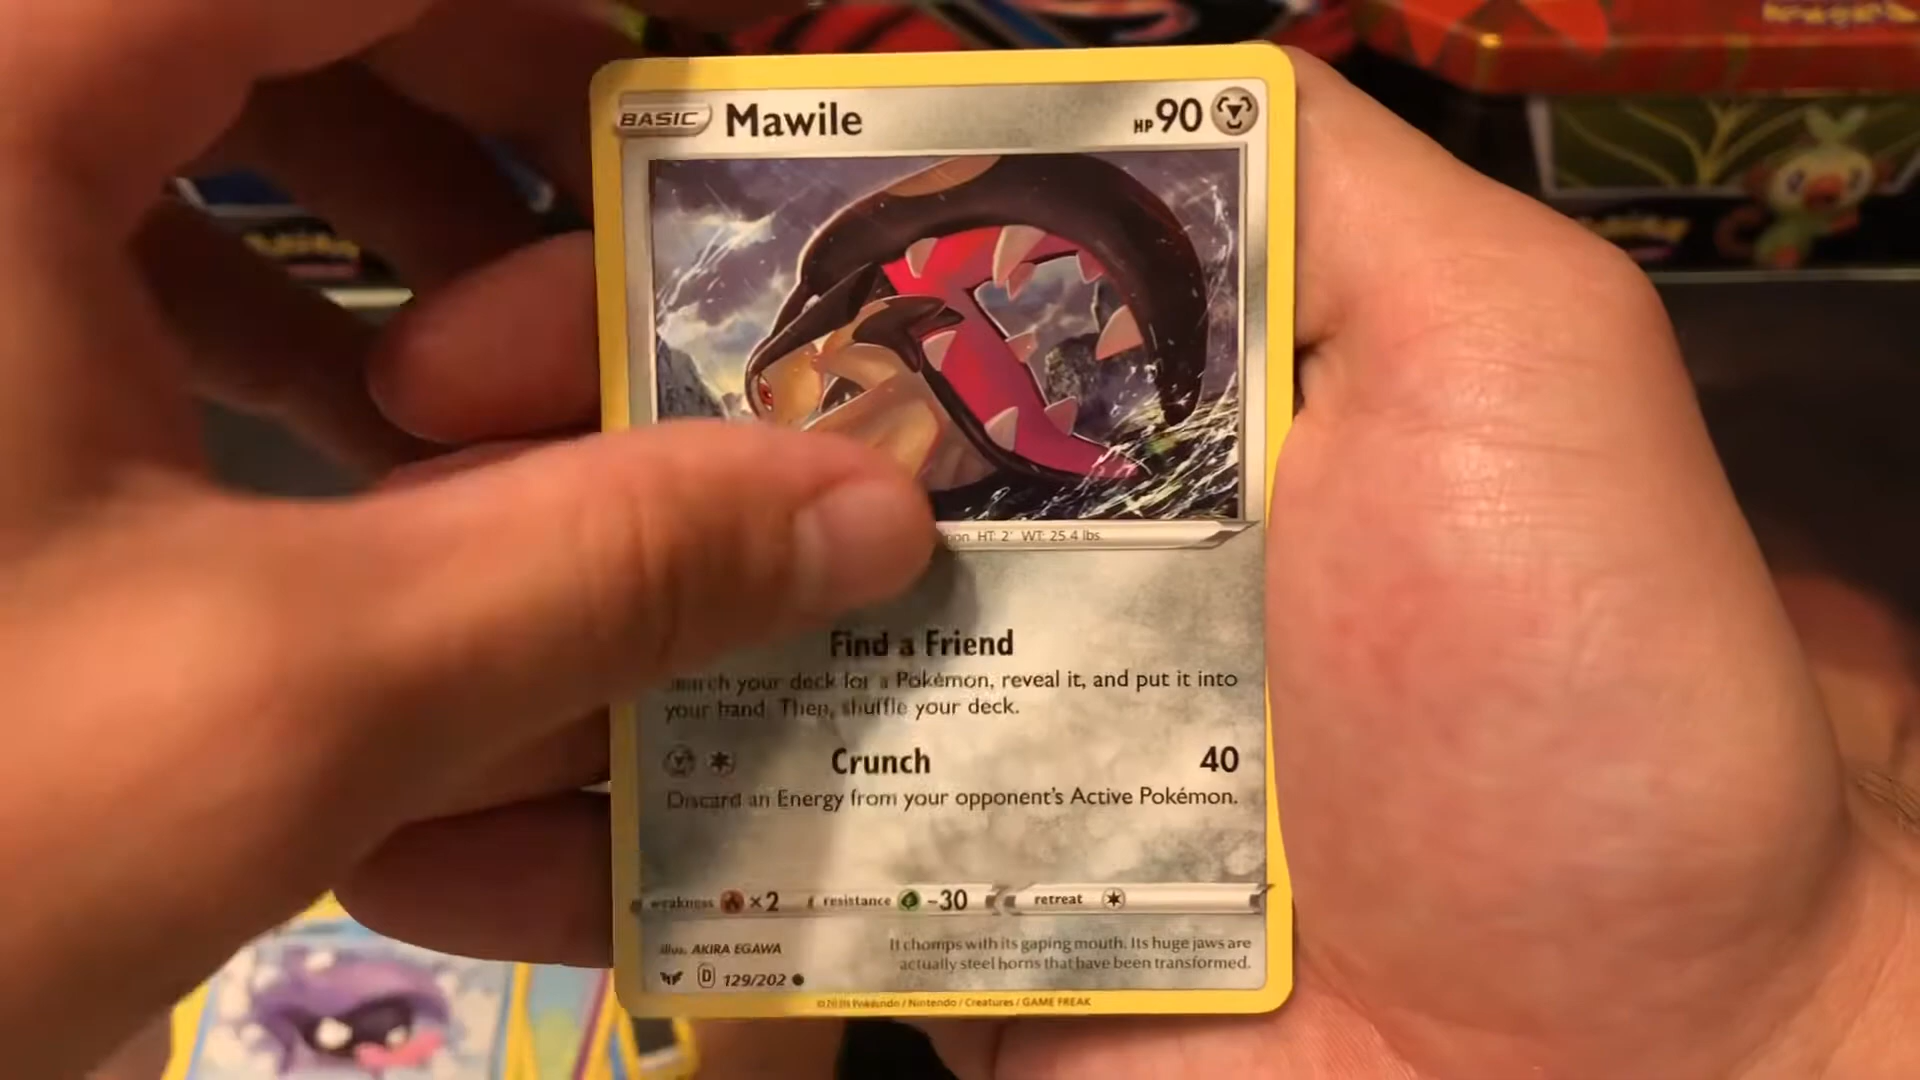 BASIC Mawile HP 90
HT: 2' WT: 25.4 lbs.
Find a Friend
your deck for a Pokémon, reveal it, and put it into
your hand. Then, shuffle your deck.
Crunch 40
Discard an Energy from your opponent's Active Pokémon.
weakness ×2 resistance -30 retreat
illus. AKIRA EGAWA
It chomps with its gaping mouth. Its huge jaws are
actually steel horns that have been transformed.
D 129/202
Pokémon / Nintendo / Creatures / GAME FREAK